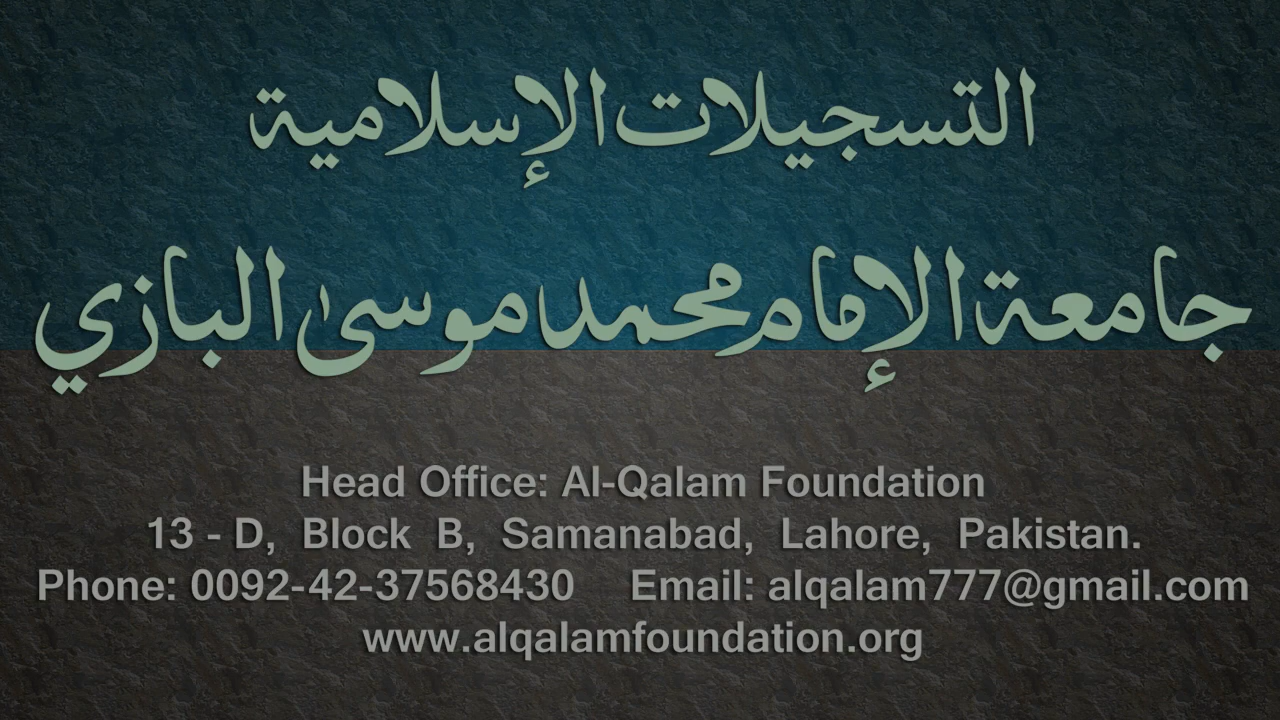 التسجيلات الإسلامية
جامعة الإمام محمد موسىٰ البازي
Head Office: Al-Qalam Foundation
13 - D, Block B, Samanabad, Lahore, Pakistan.
Phone: 0092-42-37568430 Email: alqalam777@gmail.com
www.alqalamfoundation.org